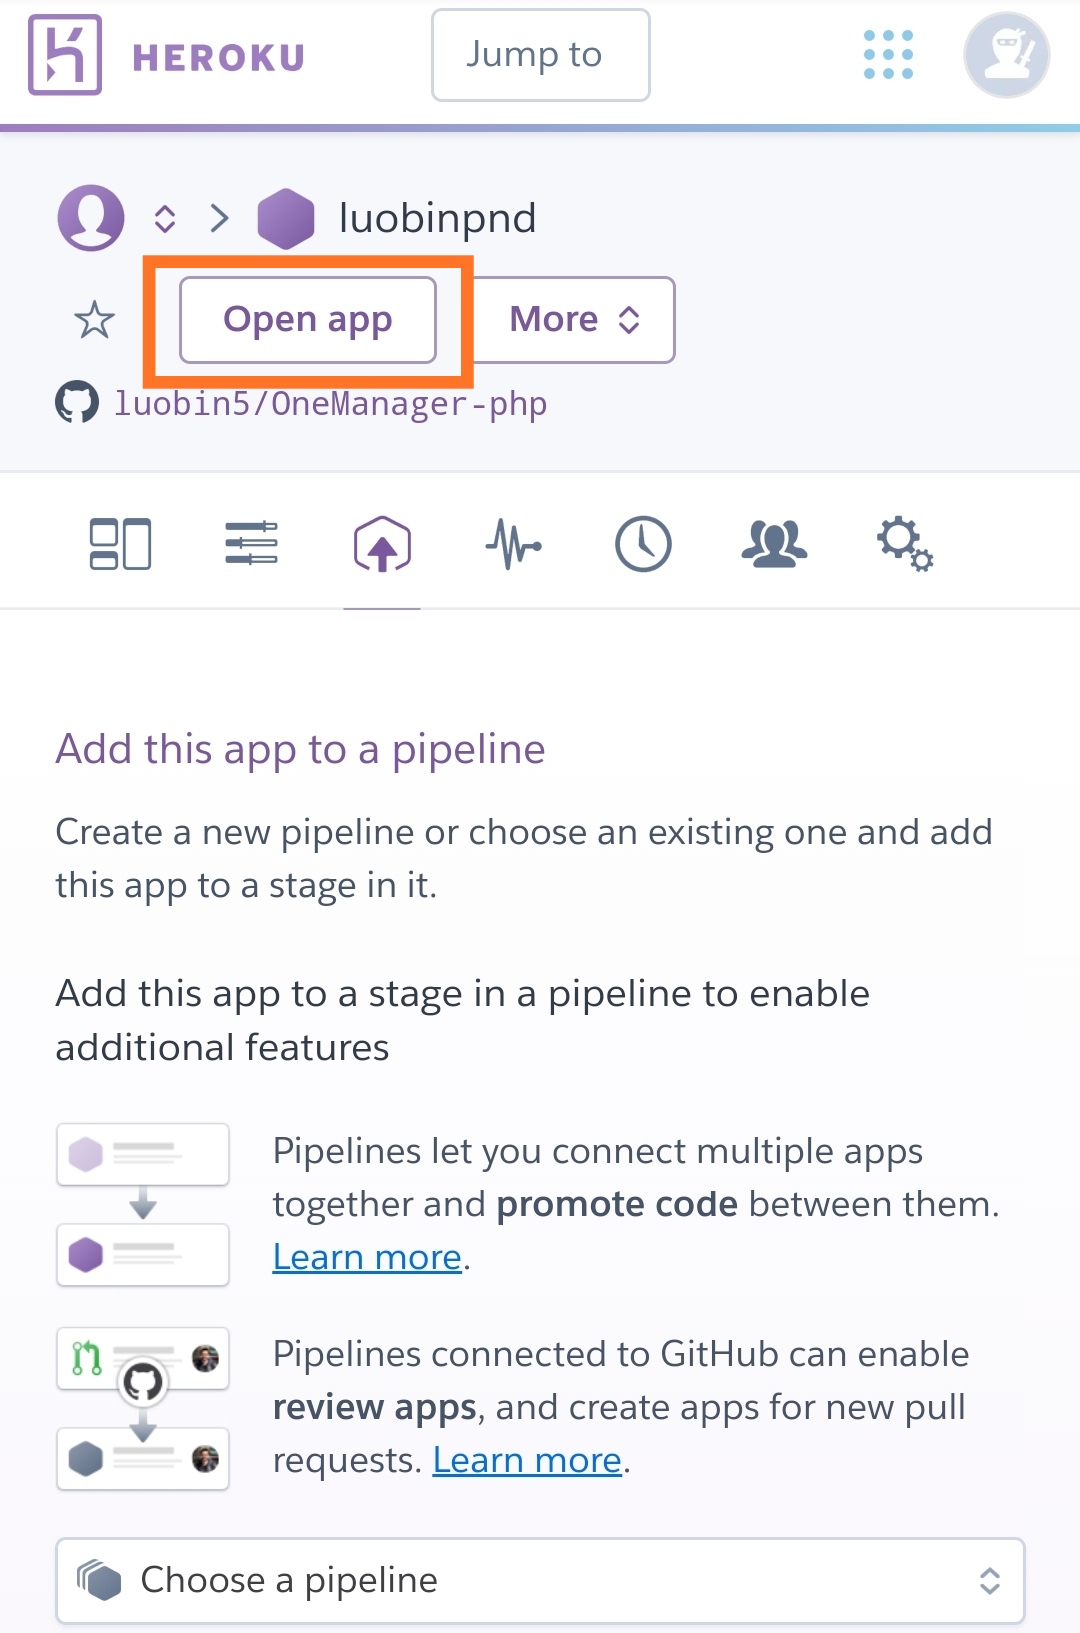 HEROKU
Jump to
luobinpnd
Open app
More
luobin5/OneManager-php
Add this app to a pipeline
Create a new pipeline or choose an existing one and add
this app to a stage in it.
Add this app to a stage in a pipeline to enable
additional features
Pipelines let you connect multiple apps
together and promote code between them.
Learn more.
Pipelines connected to GitHub can enable
review apps, and create apps for new pull
requests. Learn more.
Choose a pipeline